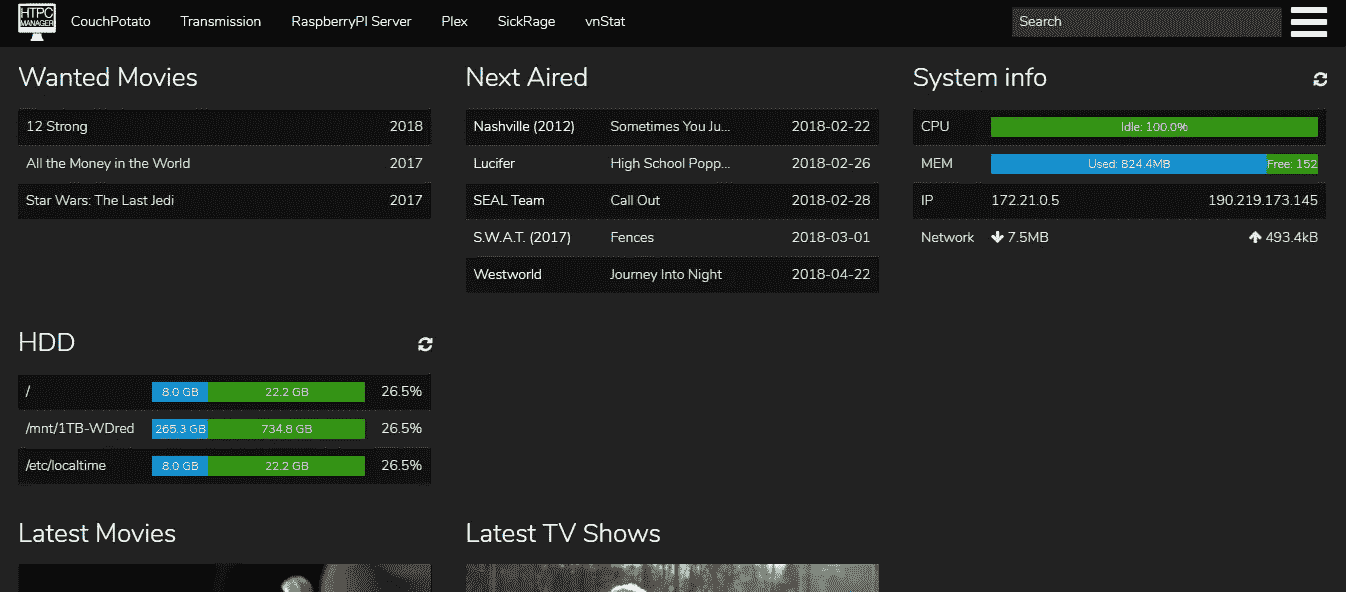 HTPC MANAGER CouchPotato Transmission RaspberryPI Server Plex SickRage vnStat Search
Wanted Movies
12 Strong 2018
All the Money in the World 2017
Star Wars: The Last Jedi 2017
Next Aired
Nashville (2012) Sometimes You Ju... 2018-02-22
Lucifer High School Popp... 2018-02-26
SEAL Team Call Out 2018-02-28
S.W.A.T. (2017) Fences 2018-03-01
Westworld Journey Into Night 2018-04-22
System info
CPU Idle: 100.0%
MEM Used: 824.4MB Free: 152
IP 172.21.0.5 190.219.173.145
Network 7.5MB 493.4kB
HDD
/ 8.0 GB 22.2 GB 26.5%
/mnt/1TB-WDred 265.3 GB 734.8 GB 26.5%
/etc/localtime 8.0 GB 22.2 GB 26.5%
Latest Movies
Latest TV Shows